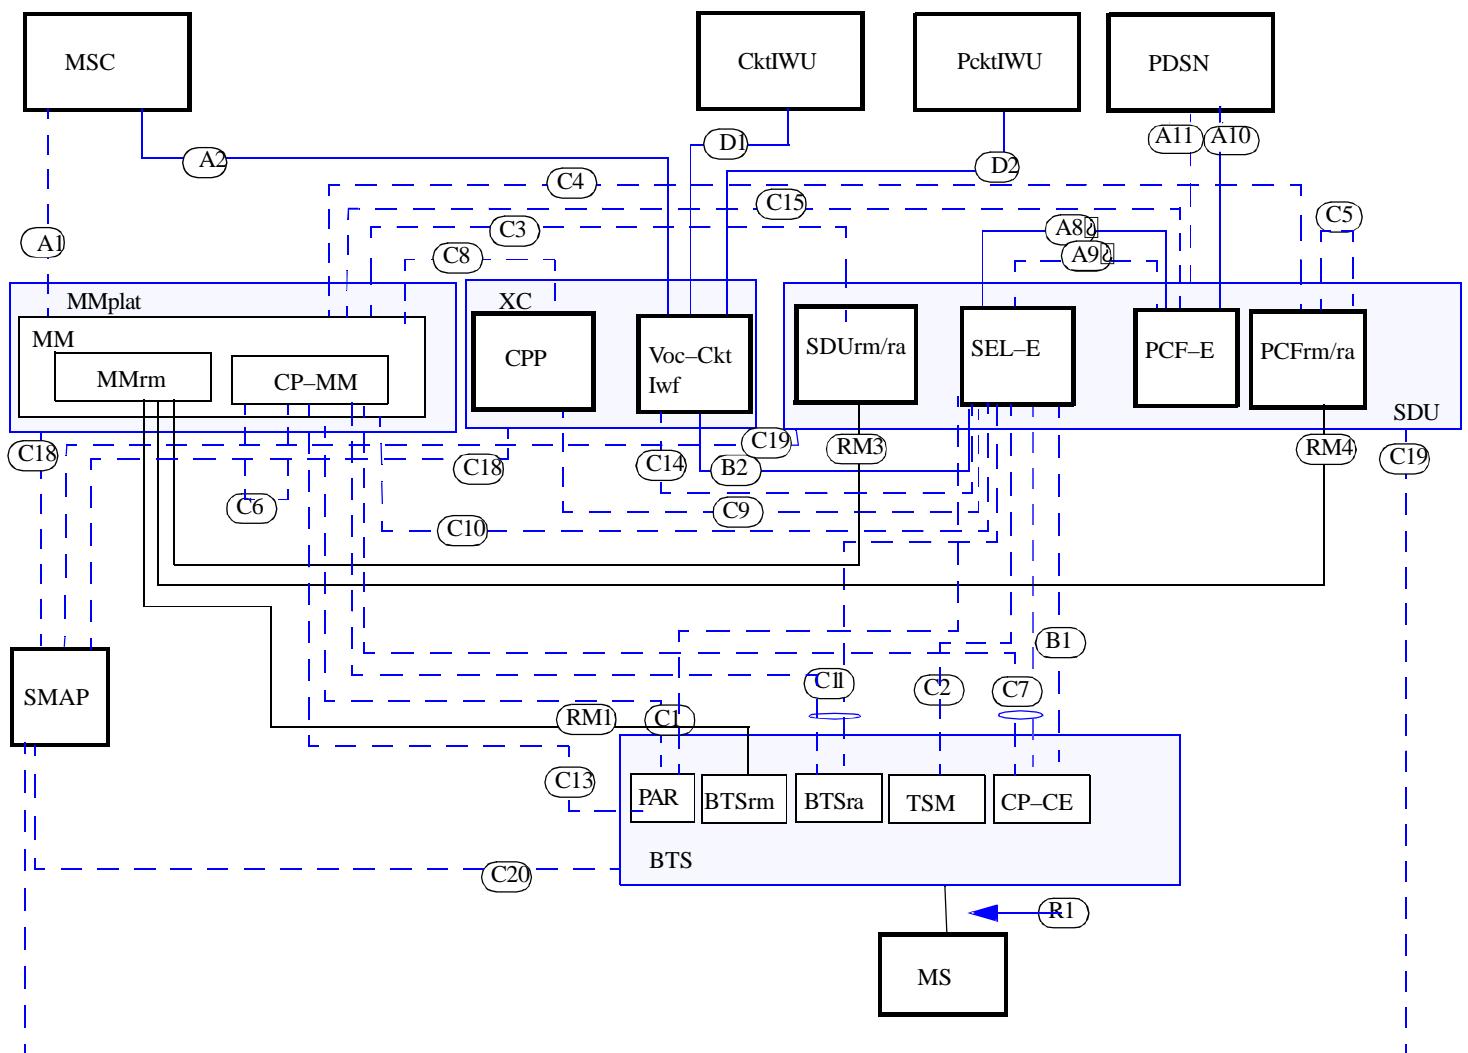 MSC
CktIWU
PcktIWU
PDSN
A2
D1
D2
A11
A10
C4
C15
C5
A1
C3
A8
C8
A9
MMplat
XC
MM
CPP
Voc–Ckt
Iwf
SDUrm/ra
SEL–E
PCF–E
PCFrm/ra
MMrm
CP–MM
SDU
C18
C19
RM3
RM4
C19
C18
C14
B2
C6
C9
C10
B1
SMAP
C11
C2
C7
RM1
C1
C13
PAR
BTSrm
BTSra
TSM
CP–CE
BTS
C20
R1
MS